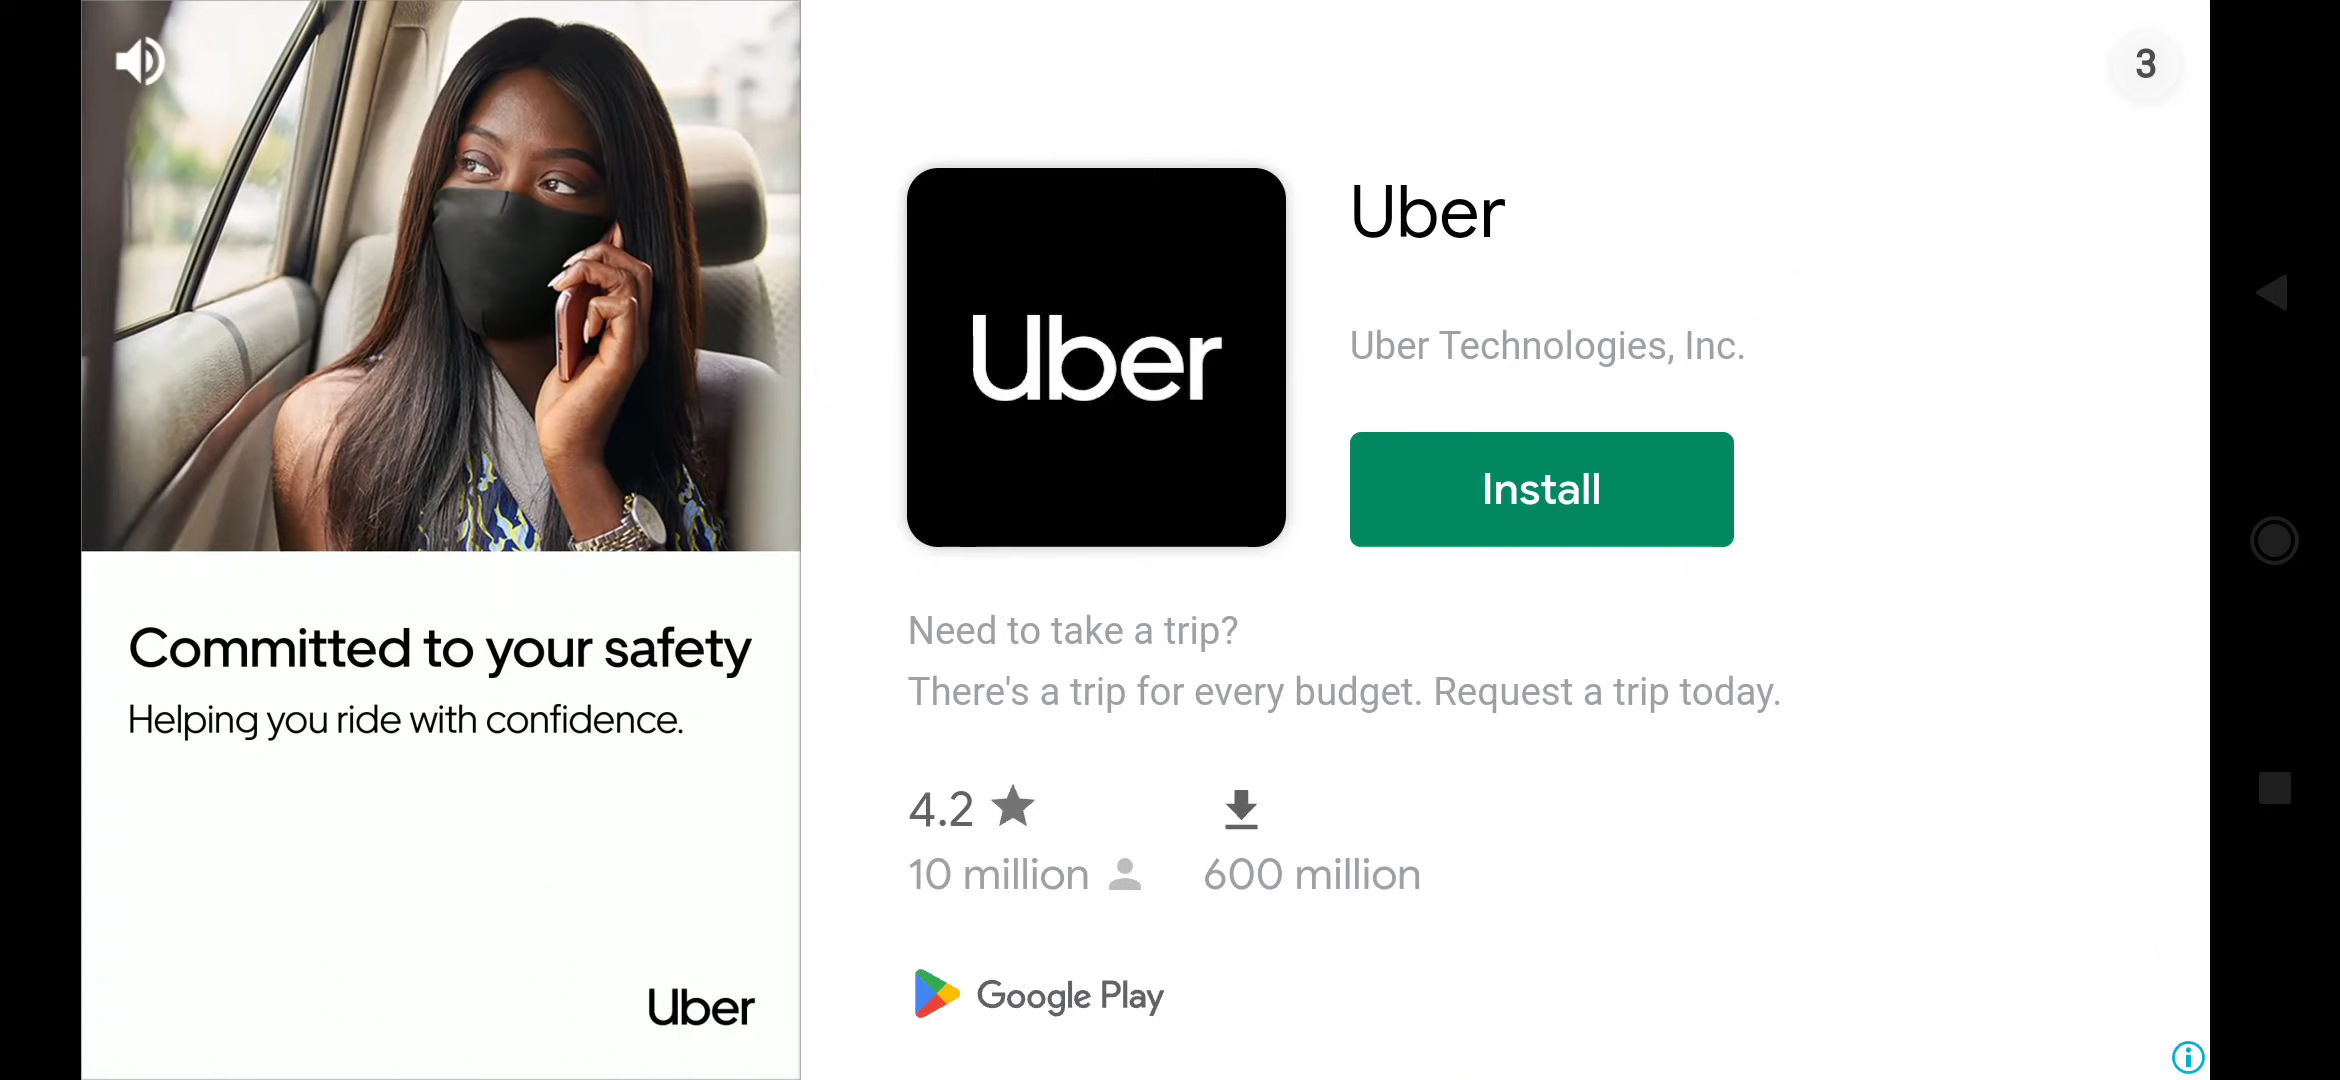 3
Uber
Uber
Uber Technologies, Inc.
Install
Need to take a trip?
There's a trip for every budget. Request a trip today.
4.2
10 million
600 million
Google Play
Committed to your safety
Helping you ride with confidence.
Uber